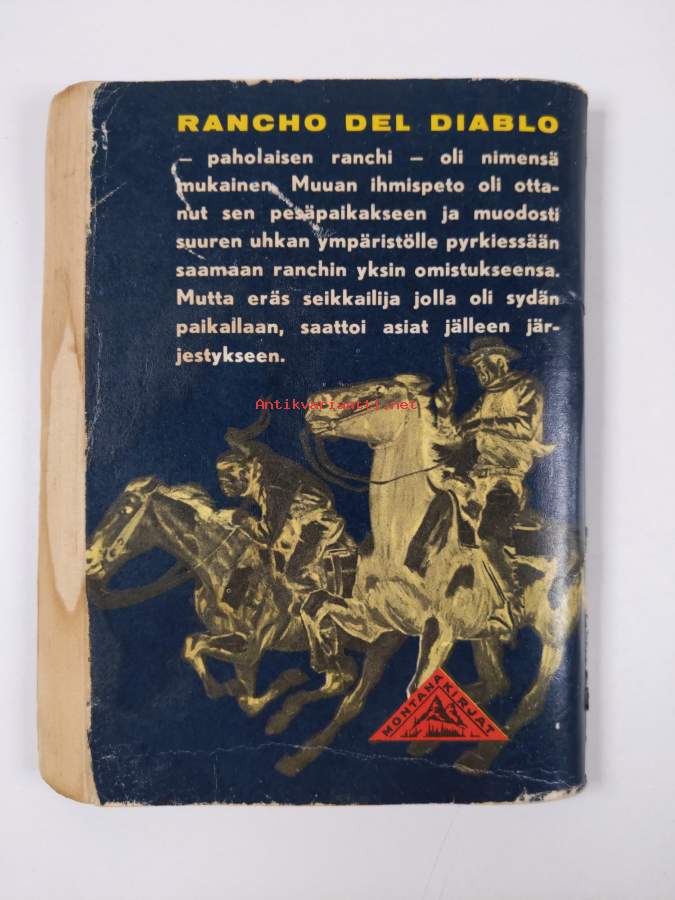 RANCHO DEL DIABLO
— paholaisen ranchi — oli nimensä
mukainen. Muuan ihmispeto oli otta-
nut sen pesäpaikakseen ja muodosti
suuren uhkan ympäristölle pyrkiessään
saamaan ranchin yksin omistukseensa.
Mutta eräs seikkailija jolla oli sydän
paikallaan, saattoi asiat jälleen jär-
jestykseen.
Antikvariaatti.net
MONTANA KIRJAT